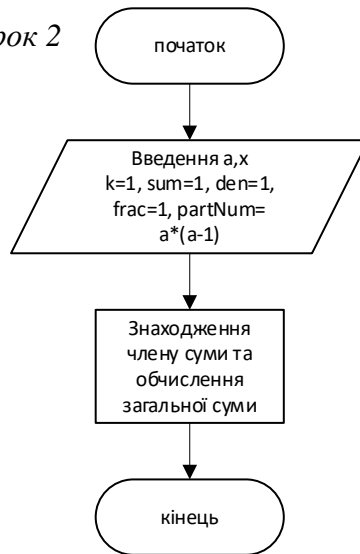 рок 2
початок
Введення a,x
k=1, sum=1, den=1,
frac=1, partNum=
a*(a-1)
Знаходження
члену суми та
обчислення
загальної суми
кінець